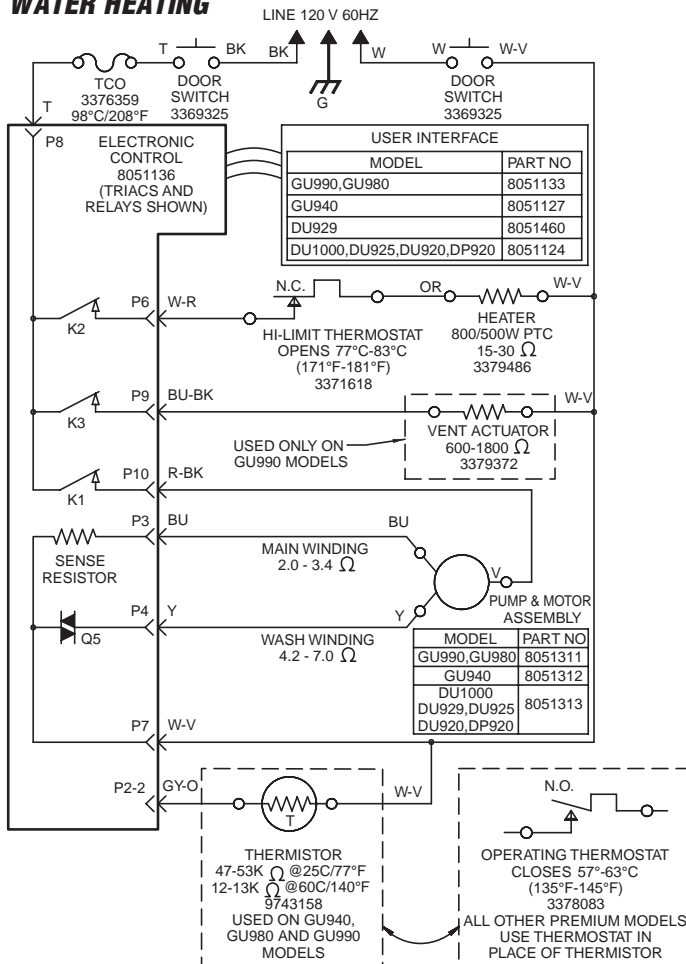 WATER HEATING
LINE 120 V 60HZ
T
BK
BK
W
W
W-V
TCO
3376359
98°C/208°F
DOOR
SWITCH
3369325
G
DOOR
SWITCH
3369325
T
P8
ELECTRONIC
CONTROL
8051136
(TRIACS AND
RELAYS SHOWN)
USER INTERFACE
MODEL PART NO
GU990,GU980 8051133
GU940 8051127
DU929 8051460
DU1000,DU925,DU920,DP920 8051124
K2
P6
W-R
N.C.
OR
W-V
HI-LIMIT THERMOSTAT
OPENS 77°C-83°C
(171°F-181°F)
3371618
HEATER
800/500W PTC
15-30 Ω
3379486
K3
P9
BU-BK
W-V
USED ONLY ON
GU990 MODELS
VENT ACTUATOR
600-1800 Ω
3379372
K1
P10
R-BK
P3
BU
BU
SENSE
RESISTOR
MAIN WINDING
2.0 - 3.4 Ω
V
PUMP & MOTOR
ASSEMBLY
Q5
P4
Y
Y
WASH WINDING
4.2 - 7.0 Ω
MODEL PART NO
GU990,GU980 8051311
GU940 8051312
DU1000
DU929,DU925 8051313
DU920,DP920
P7
W-V
P2-2
GY-O
T
W-V
THERMISTOR
47-53K Ω @25C/77°F
12-13K Ω @60C/140°F
9743158
USED ON GU940,
GU980 AND GU990
MODELS
N.O.
OPERATING THERMOSTAT
CLOSES 57°-63°C
(135°F-145°F)
3378083
ALL OTHER PREMIUM MODELS
USE THERMOSTAT IN
PLACE OF THERMISTOR